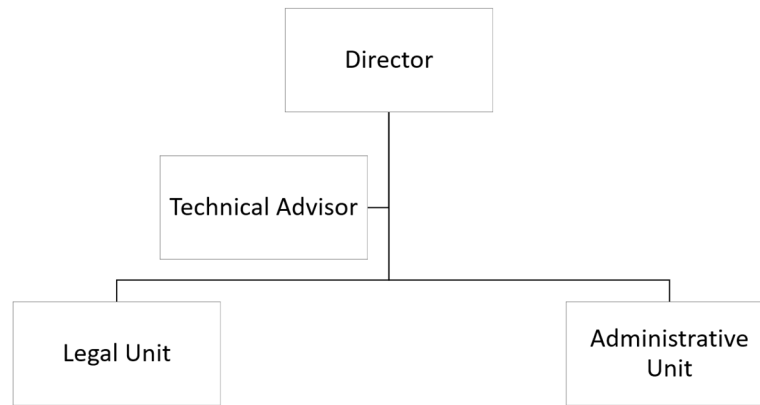 Director
Technical Advisor
Legal Unit
Administrative
Unit